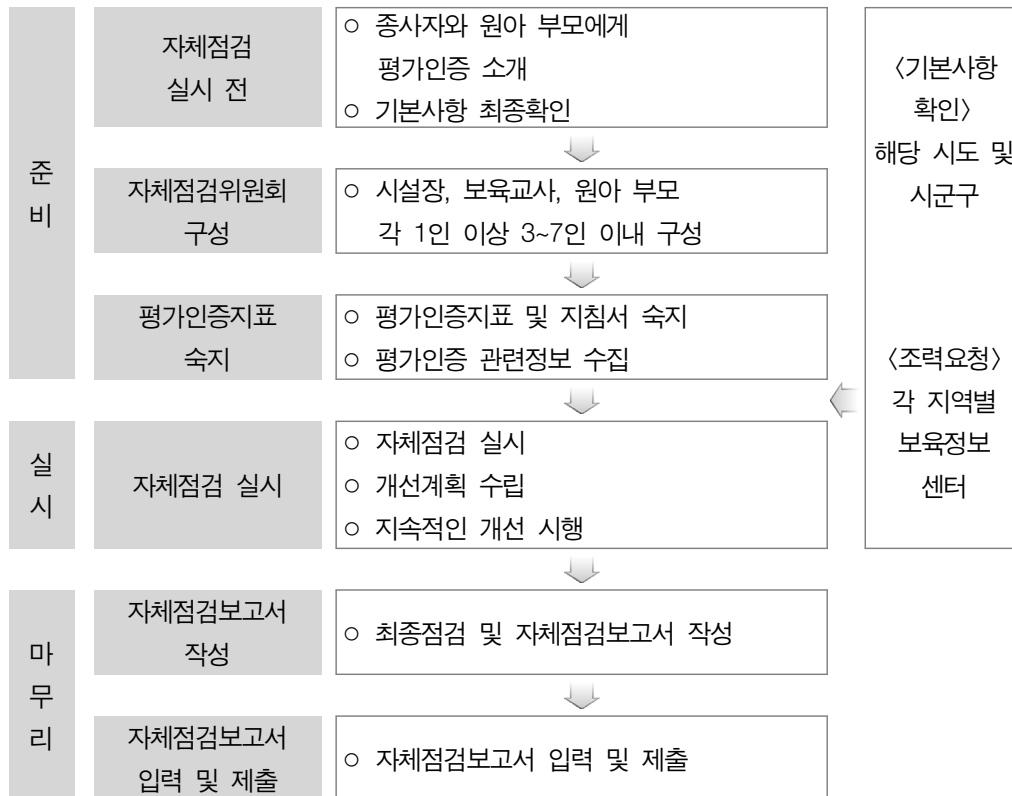 준
비
자체점검
실시 전
○ 종사자와 원아 부모에게
평가인증 소개
○ 기본사항 최종확인
자체점검위원회
구성
○ 시설장, 보육교사, 원아 부모
각 1인 이상 3~7인 이내 구성
평가인증지표
숙지
○ 평가인증지표 및 지침서 숙지
○ 평가인증 관련정보 수집
실
시
자체점검 실시
○ 자체점검 실시
○ 개선계획 수립
○ 지속적인 개선 시행
마
무
리
자체점검보고서
작성
○ 최종점검 및 자체점검보고서 작성
자체점검보고서
입력 및 제출
○ 자체점검보고서 입력 및 제출
〈기본사항
확인〉
해당 시도 및
시군구
〈조력요청〉
각 지역별
보육정보
센터